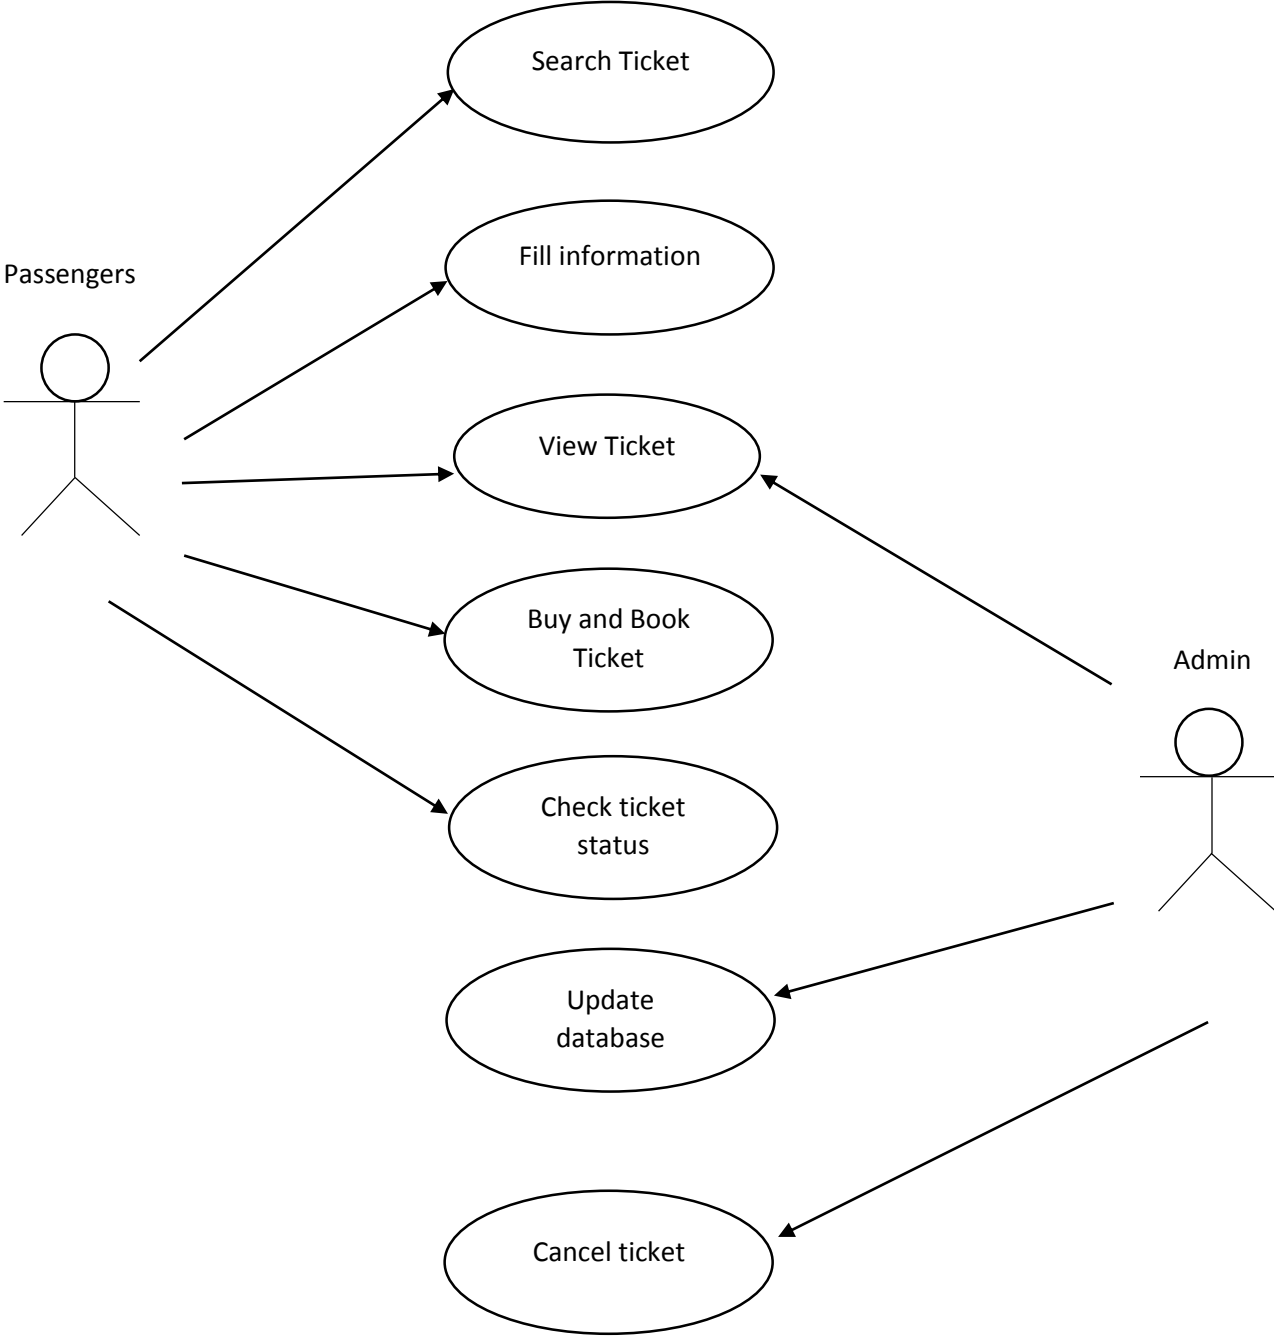 Search Ticket
Fill information
Passengers
View Ticket
Buy and Book
Ticket
Admin
Check ticket
status
Update
database
Cancel ticket